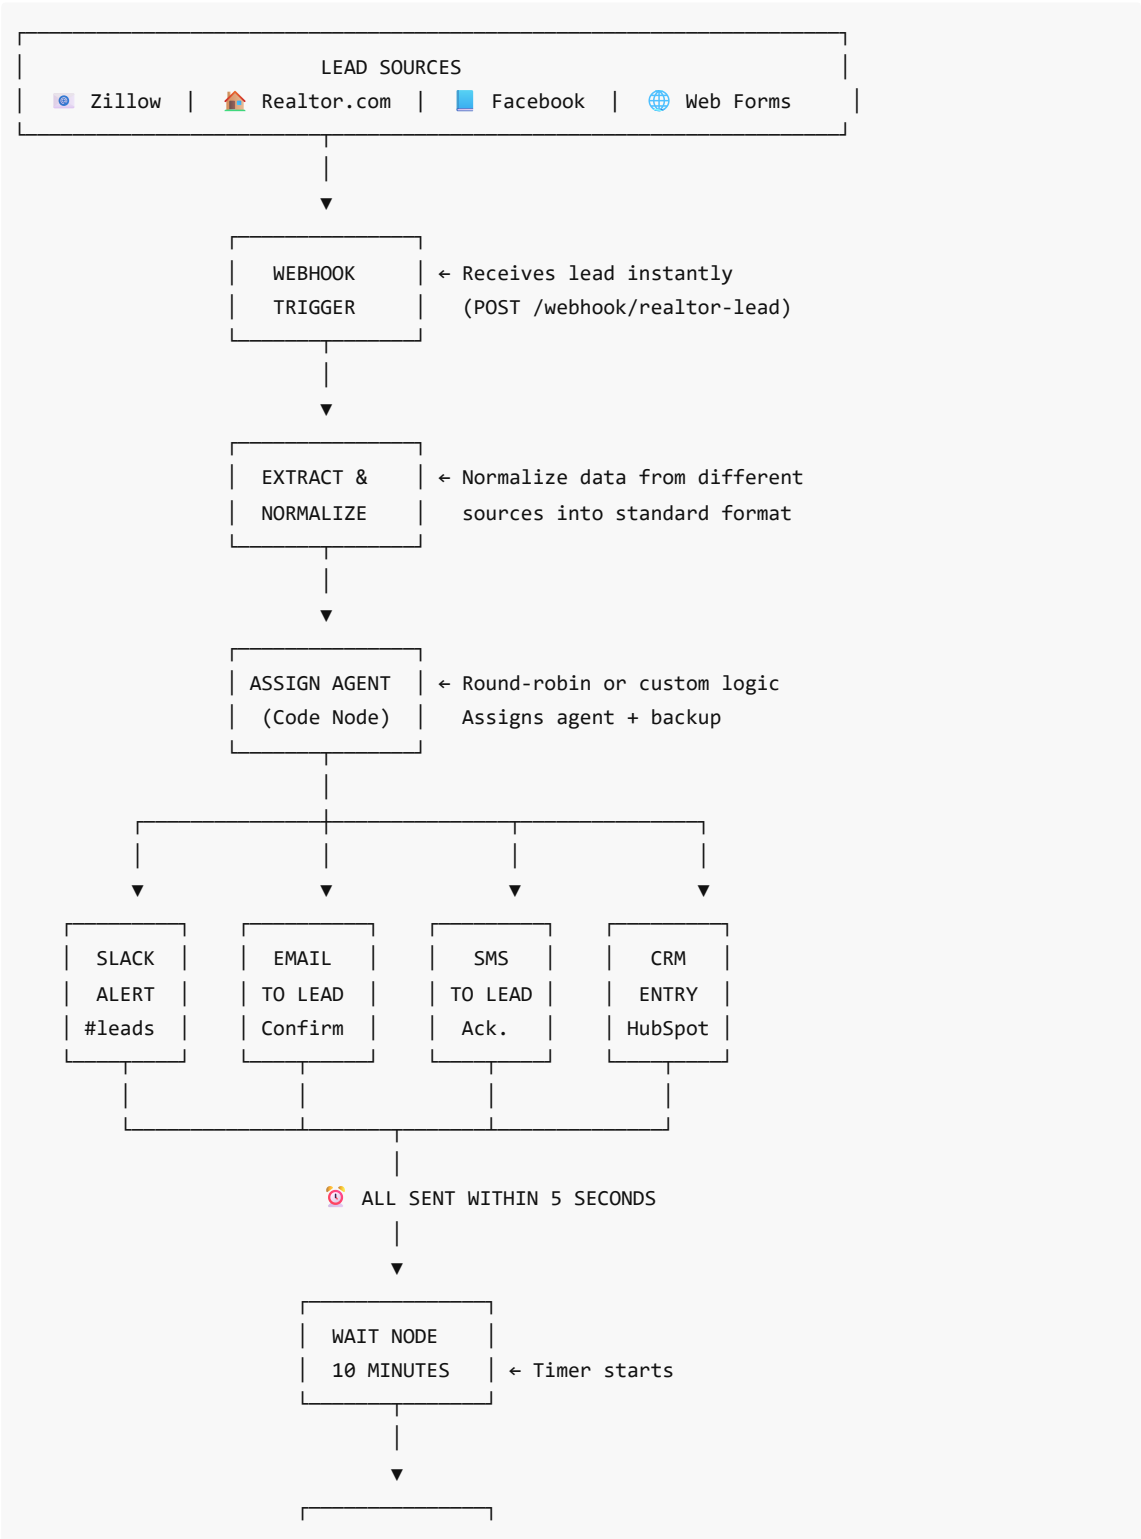 LEAD SOURCES
Zillow | Realtor.com | Facebook | Web Forms
WEBHOOK ← Receives lead instantly
TRIGGER (POST /webhook/realtor-lead)
EXTRACT & ← Normalize data from different
NORMALIZE sources into standard format
ASSIGN AGENT ← Round-robin or custom logic
(Code Node) Assigns agent + backup
SLACK EMAIL SMS CRM
ALERT TO LEAD TO LEAD ENTRY
#leads Confirm Ack. HubSpot
⏰ ALL SENT WITHIN 5 SECONDS
WAIT NODE
10 MINUTES ← Timer starts